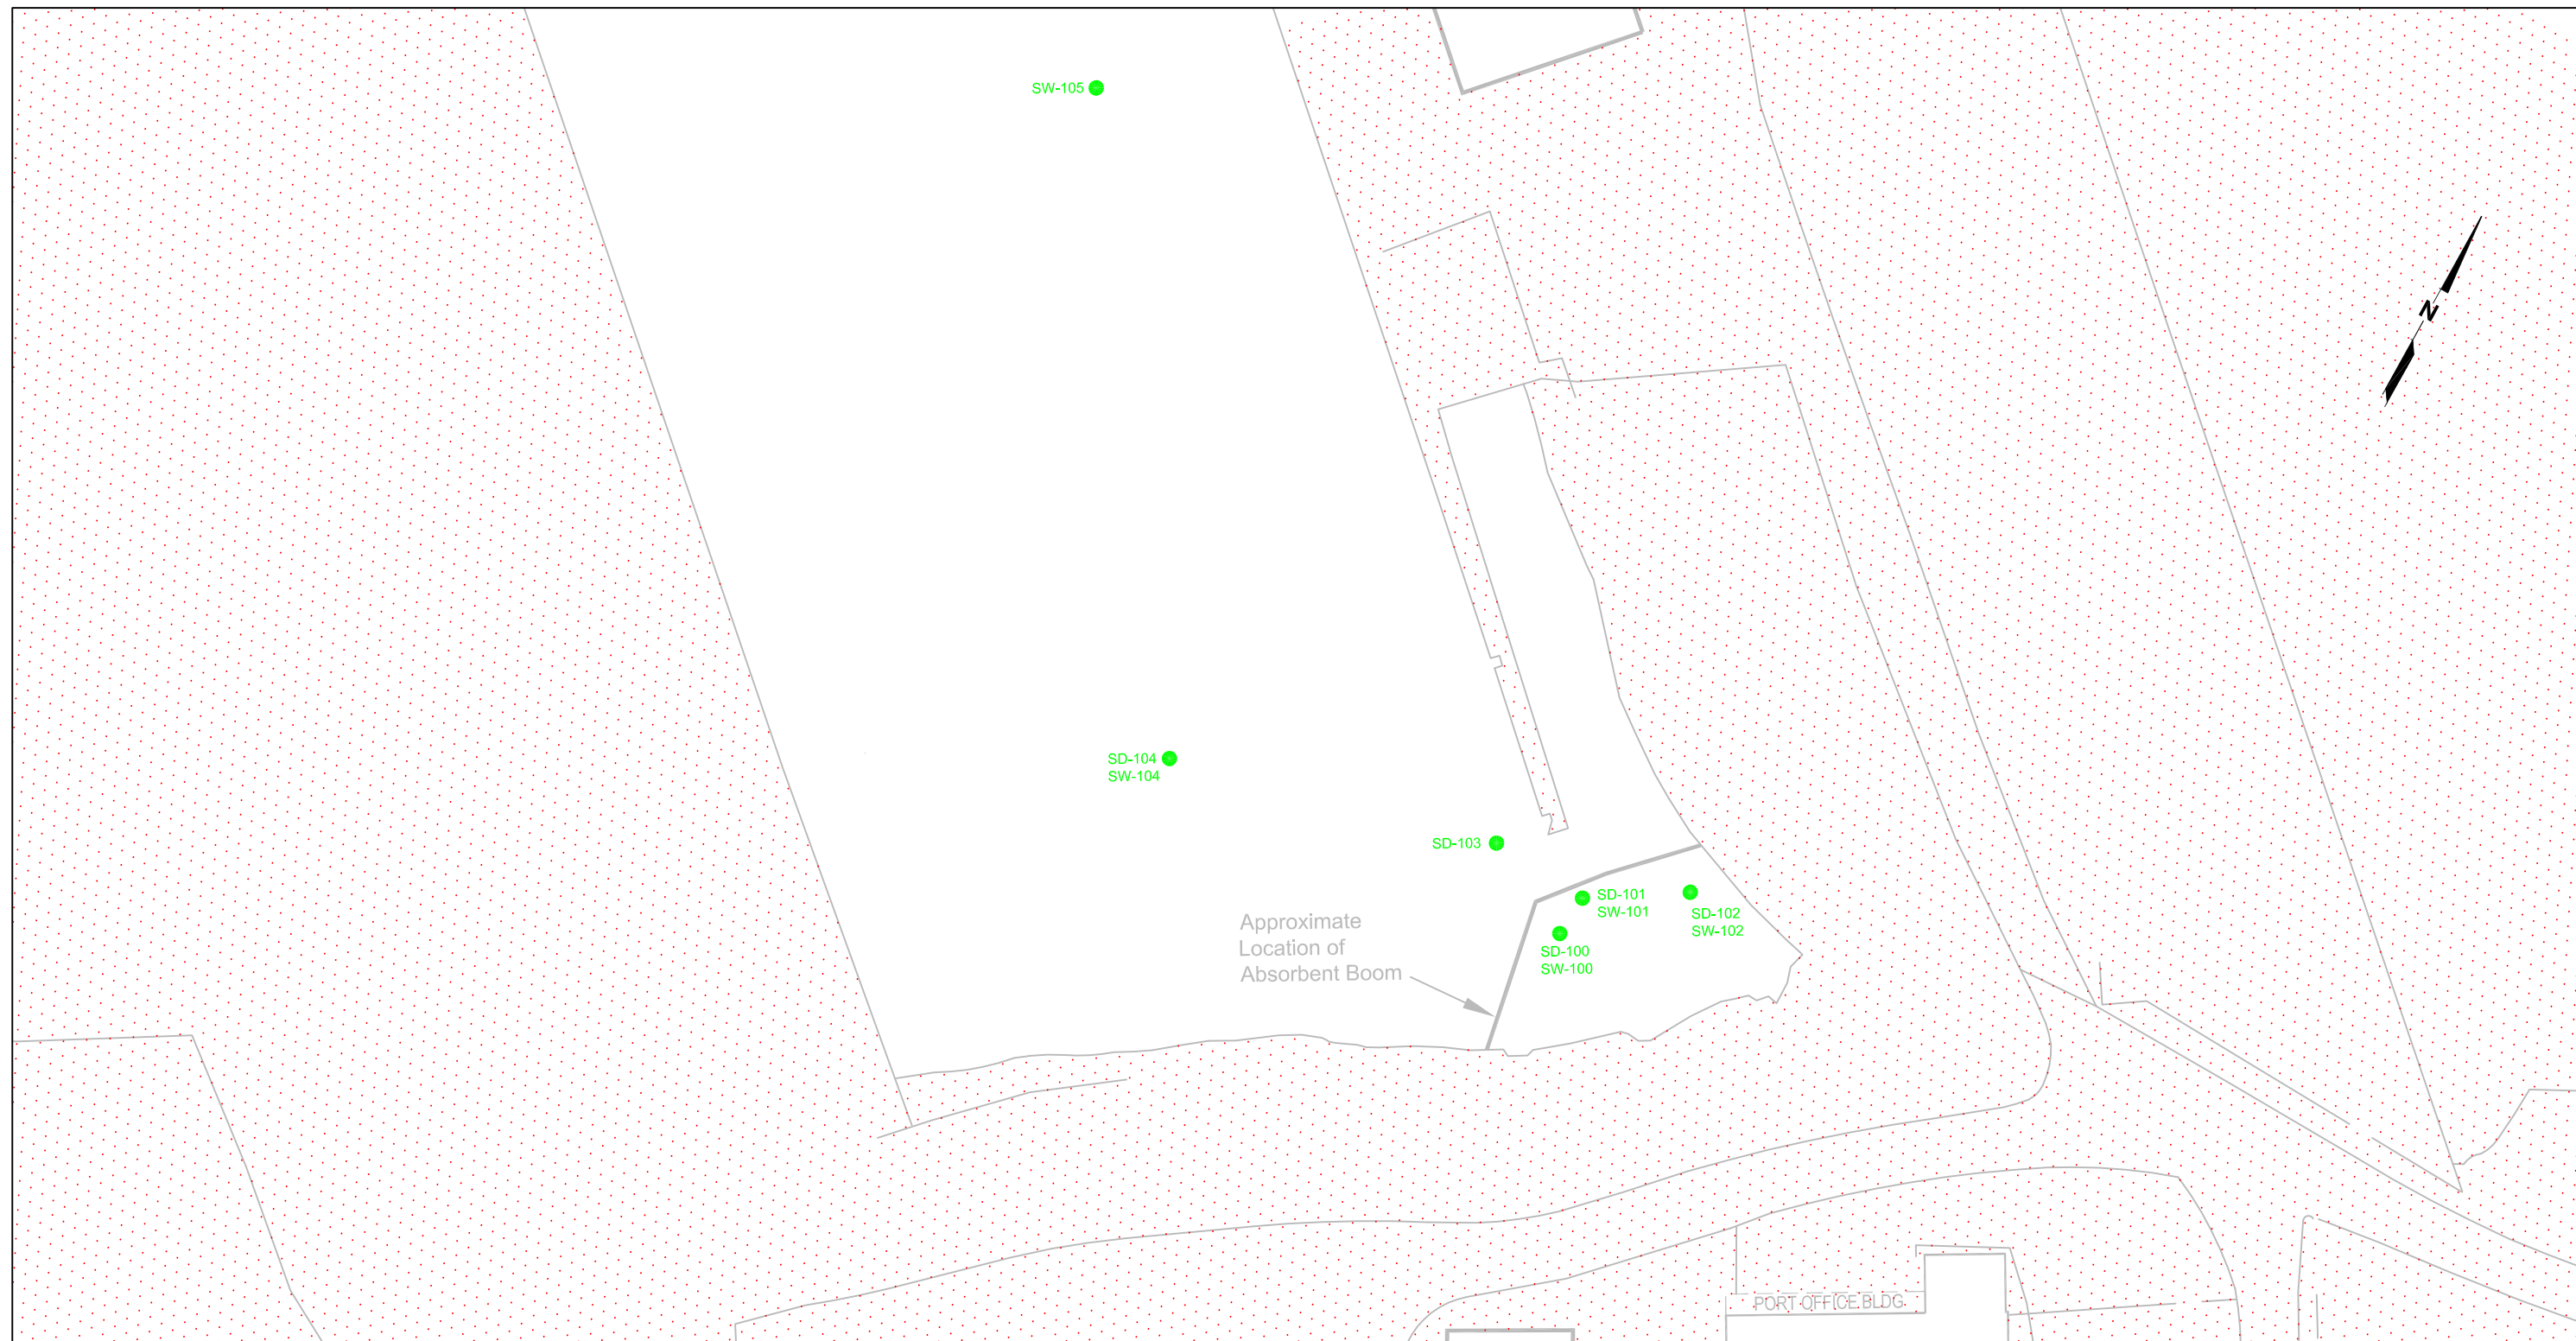 SW-105
N
SD-104
SW-104
SD-103
SD-101
SW-101
SD-102
SW-102
Approximate
Location of
Absorbent Boom
SD-100
SW-100
PORT OFFICE BLDG.